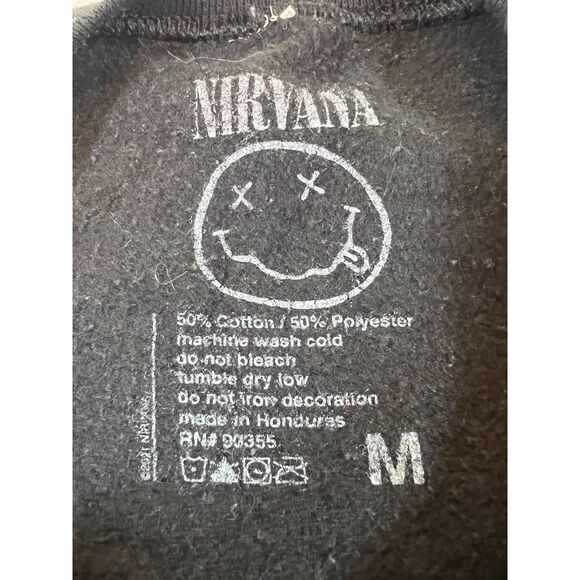 NIRVANA
50% Cotton / 50% Polyester
machine wash cold
do not bleach
tumble dry low
do not iron decoration
made in Honduras
RN# 90355
M
©2021